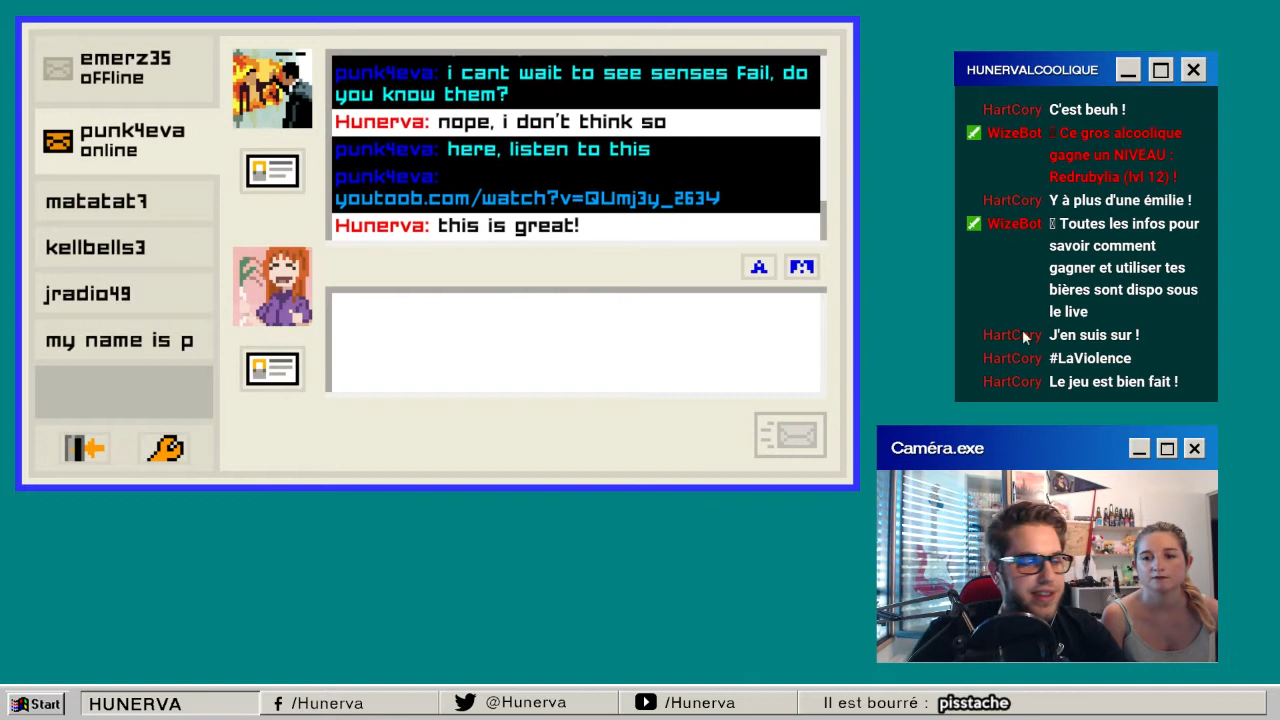 emerz35
offline
punk4eva
online
matatat7
kellbells3
jradio49
my name is p
punk4eva: i cant wait to see senses fail, do
you know them?
Hunerva: nope, i don't think so
punk4eva: here, listen to this
punk4eva:
youtoob.com/watch?v=QUmj3y_2634
Hunerva: this is great!
HUNERVALCOOLIQUE
HartCory C'est beuh !
WizeBot Ce gros alcoolique
gagne un NIVEAU :
Redrubylia (lvl 12) !
HartCory Y à plus d'une émilie !
WizeBot Toutes les infos pour
savoir comment
gagner et utiliser tes
bières sont dispo sous
le live
HartCory J'en suis sur !
HartCory #LaViolence
HartCory Le jeu est bien fait !
Caméra.exe
Start
HUNERVA
/Hunerva
@Hunerva
/Hunerva
Il est bourré : pisstache